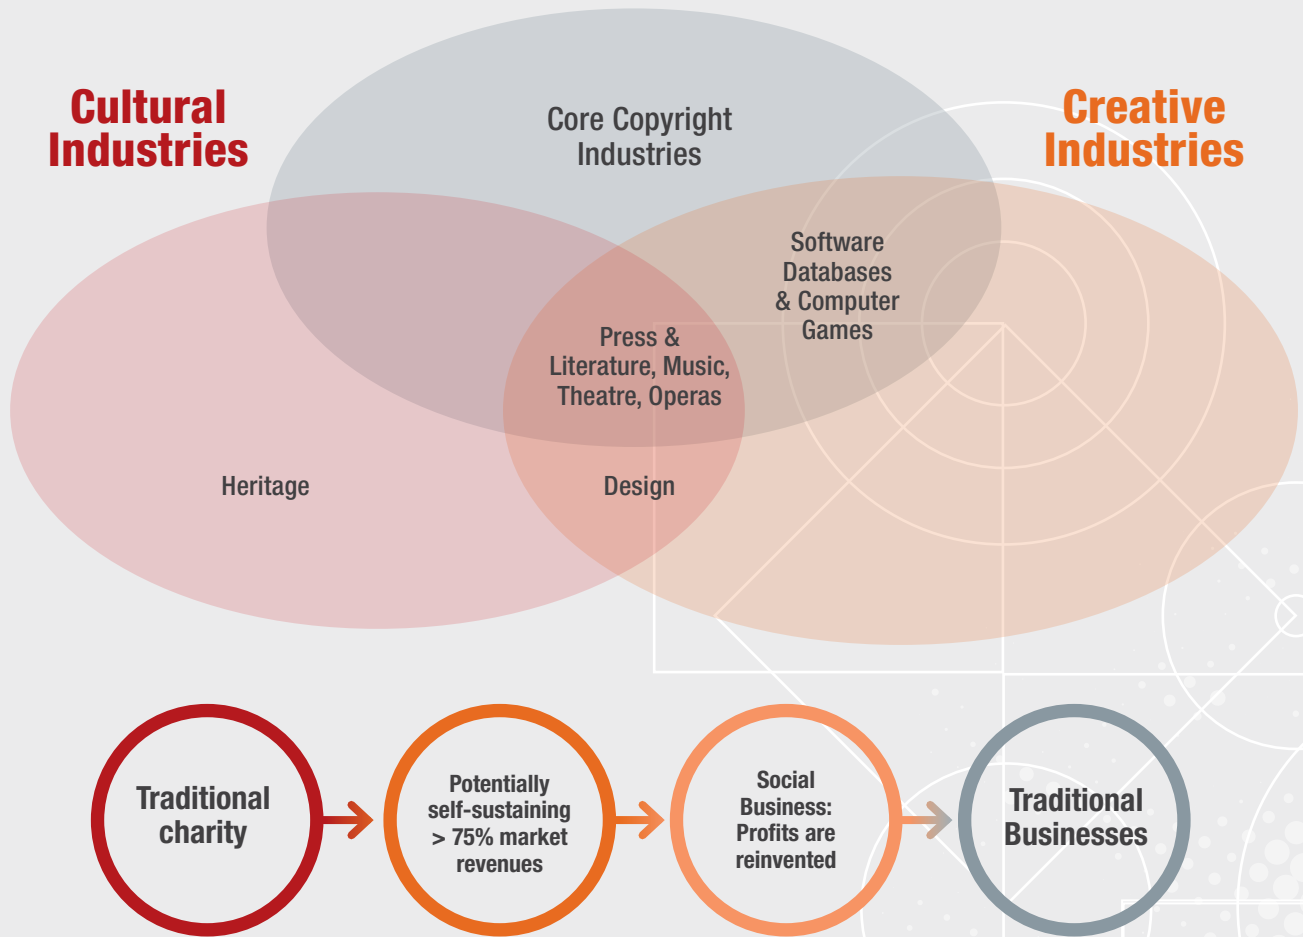 Cultural
Industries
Core Copyright
Industries
Creative
Industries
Software
Databases
& Computer
Games
Press &
Literature, Music,
Theatre, Operas
Heritage
Design
Traditional
charity
Potentially
self-sustaining
> 75% market
revenues
Social
Business:
Profits are
reinvented
Traditional
Businesses